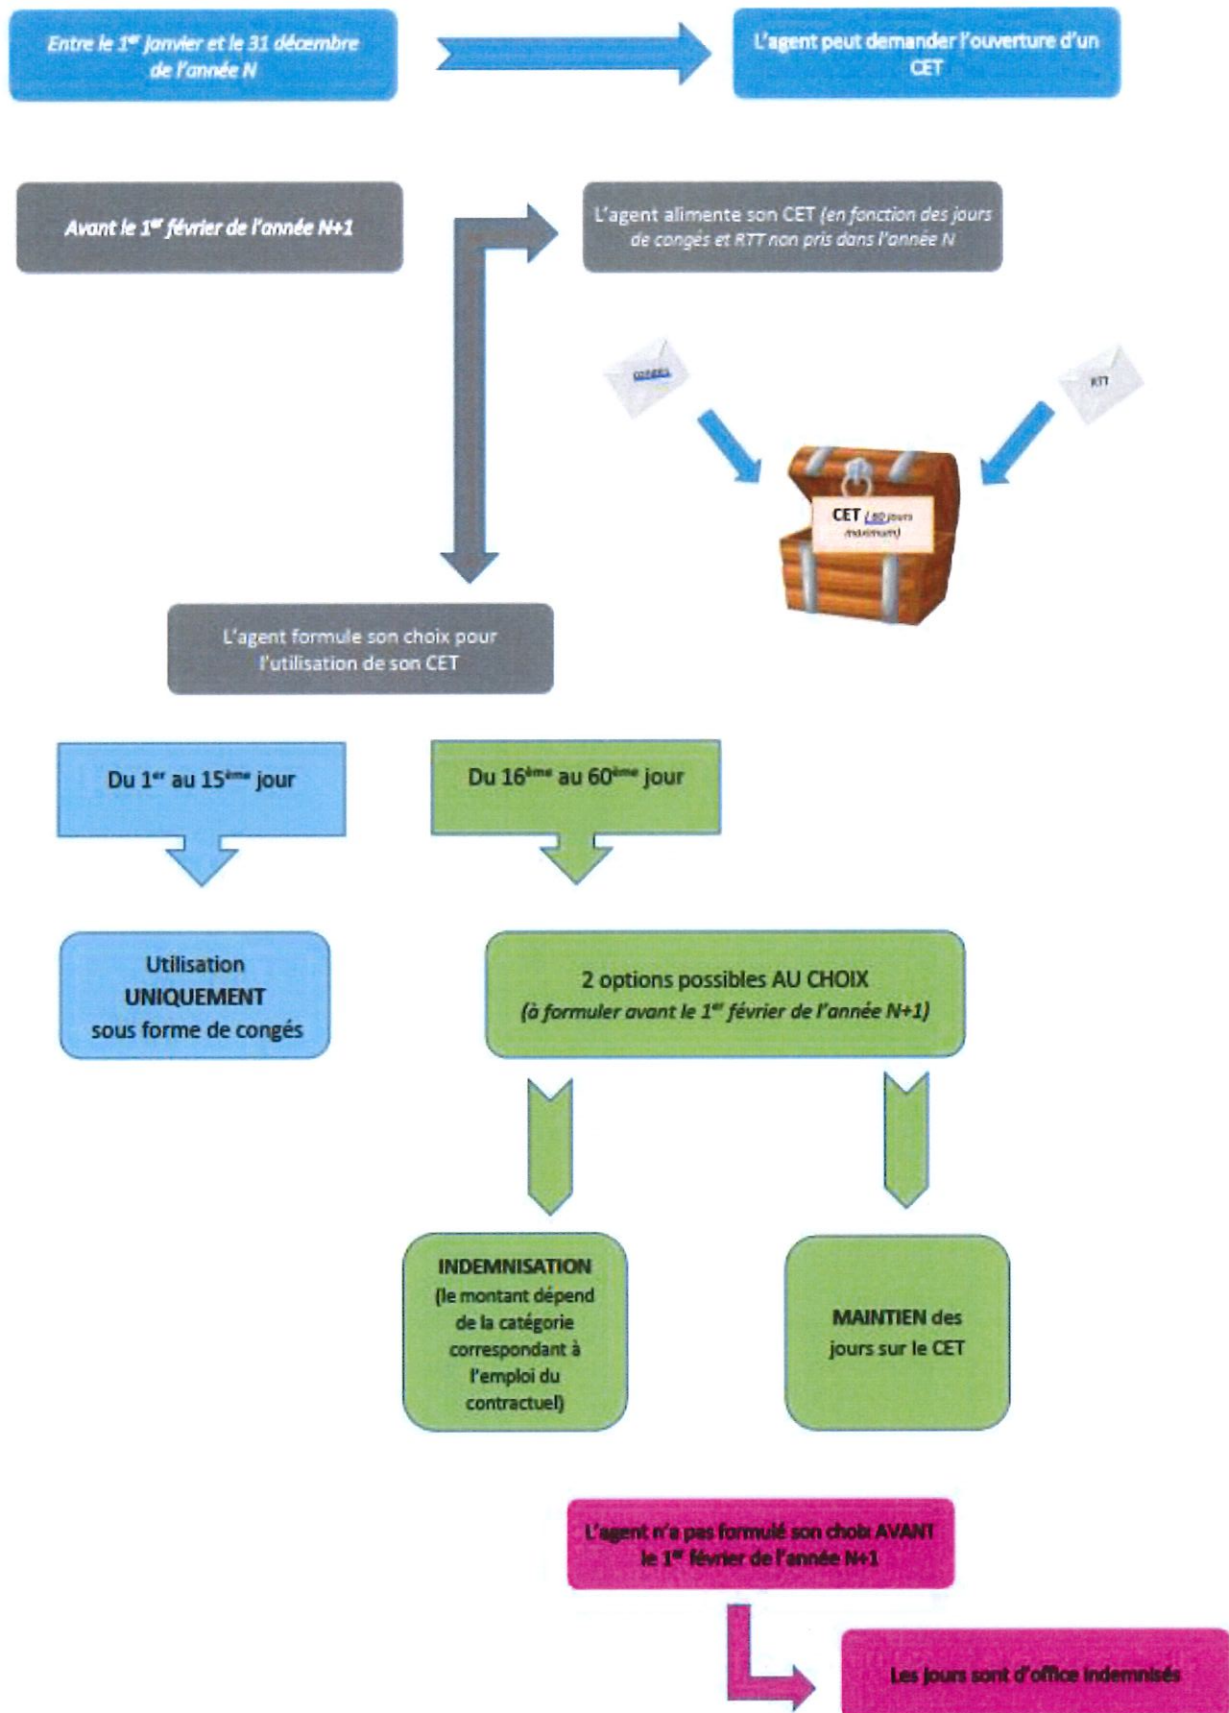 Entre le 1er janvier et le 31 décembre
de l'année N
L'agent peut demander l'ouverture d'un
CET
Avant le 1er février de l'année N+1
L'agent alimente son CET (en fonction des jours
de congés et RTT non pris dans l'année N
congés
RTT
CET ( 60 jours
maximum)
L'agent formule son choix pour
l'utilisation de son CET
Du 1er au 15ème jour
Du 16ème au 60ème jour
Utilisation
UNIQUEMENT
sous forme de congés
2 options possibles AU CHOIX
(à formuler avant le 1er février de l'année N+1)
INDEMNISATION
(le montant dépend
de la catégorie
correspondant à
l'emploi du
contractuel)
MAINTIEN des
jours sur le CET
L'agent n'a pas formulé son choix AVANT
le 1er février de l'année N+1
Les jours sont d'office indemnisés